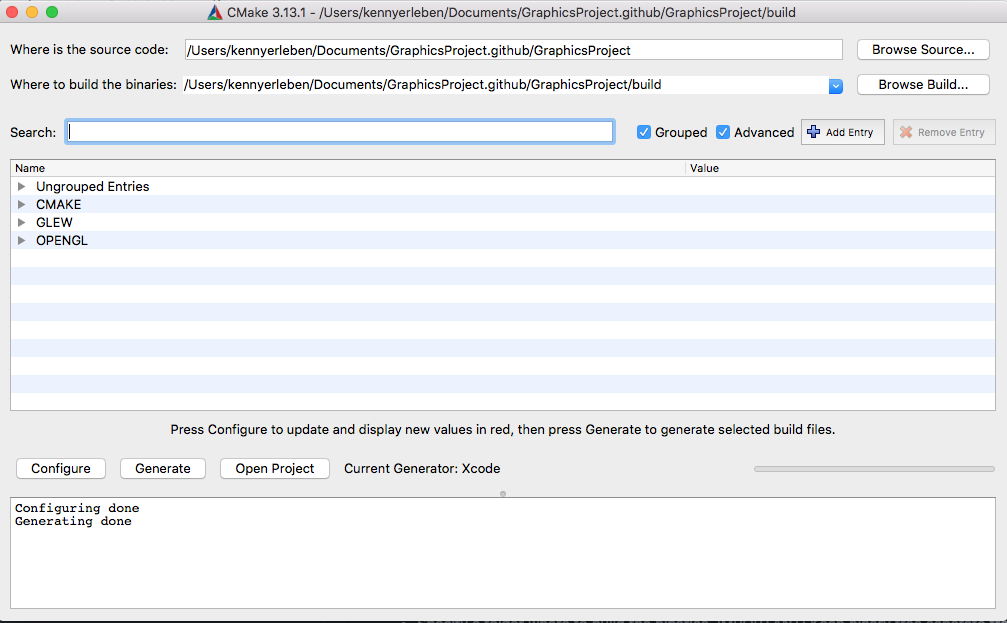 CMake 3.13.1 - /Users/kennyerleben/Documents/GraphicsProject.github/GraphicsProject/build
Where is the source code: /Users/kennyerleben/Documents/GraphicsProject.github/GraphicsProject Browse Source...
Where to build the binaries: /Users/kennyerleben/Documents/GraphicsProject.github/GraphicsProject/build Browse Build...
Search: Grouped Advanced Add Entry Remove Entry
Name Value
Ungrouped Entries
CMAKE
GLEW
OPENGL
Press Configure to update and display new values in red, then press Generate to generate selected build files.
Configure Generate Open Project Current Generator: Xcode
Configuring done
Generating done